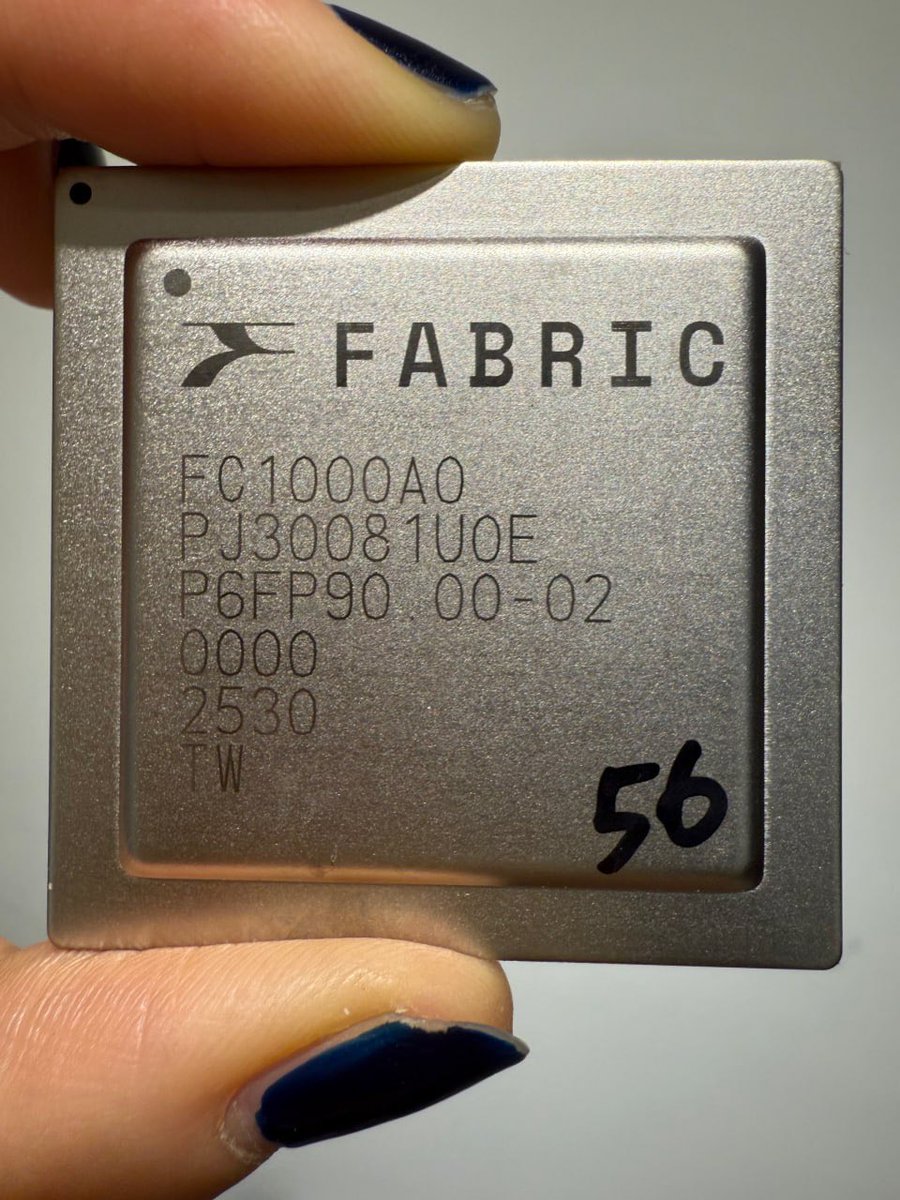 FABRIC
FC1000A0
PJ30081U0E
P6FP90.00-02
0000
2530
TW
56